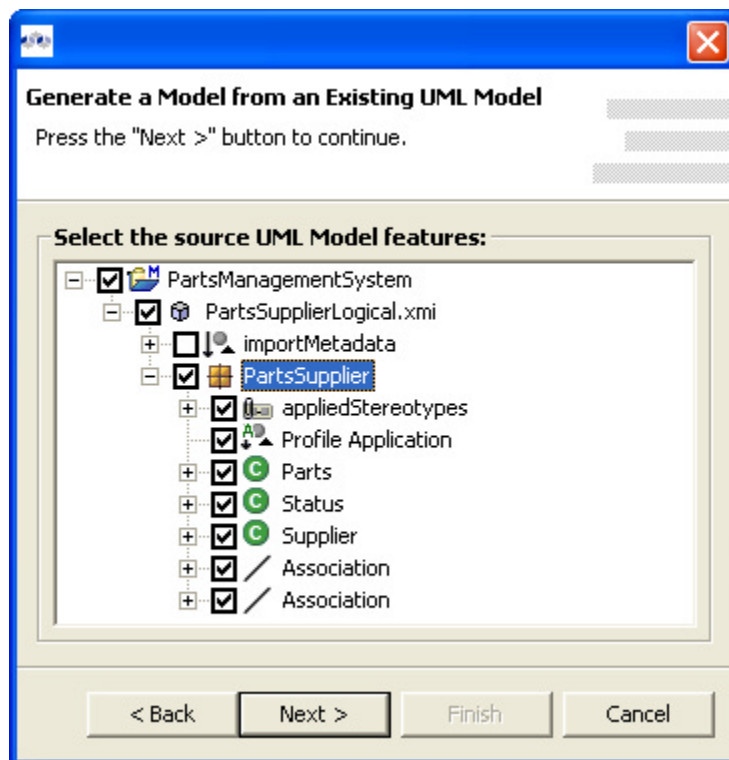 Generate a Model from an Existing UML Model
Press the "Next >" button to continue.
Select the source UML Model features:
PartsManagementSystem
PartsSupplierLogical.xmi
importMetadata
PartsSupplier
appliedStereotypes
Profile Application
Parts
Status
Supplier
Association
Association
< Back Next > Finish Cancel